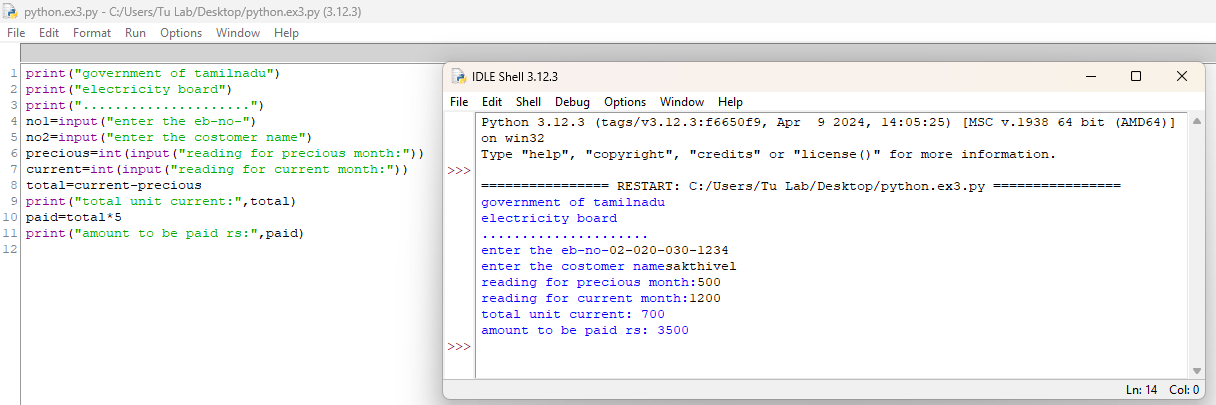 python.ex3.py - C:/Users/Tu Lab/Desktop/python.ex3.py (3.12.3)
File Edit Format Run Options Window Help
1 print("government of tamilnadu")
2 print("electricity board")
3 print(".....................")
4 no1=input("enter the eb-no-")
5 no2=input("enter the costomer name")
6 precious=int(input("reading for precious month:"))
7 current=int(input("reading for current month:"))
8 total=current-precious
9 print("total unit current:",total)
10 paid=total*5
11 print("amount to be paid rs:",paid)
12
IDLE Shell 3.12.3
File Edit Shell Debug Options Window Help
Python 3.12.3 (tags/v3.12.3:f6650f9, Apr  9 2024, 14:05:25) [MSC v.1938 64 bit (AMD64)]
on win32
Type "help", "copyright", "credits" or "license()" for more information.
>>>
================ RESTART: C:/Users/Tu Lab/Desktop/python.ex3.py ================
government of tamilnadu
electricity board
.....................
enter the eb-no-02-020-030-1234
enter the costomer namesakthivel
reading for precious month:500
reading for current month:1200
total unit current: 700
amount to be paid rs: 3500
>>>
Ln: 14 Col: 0